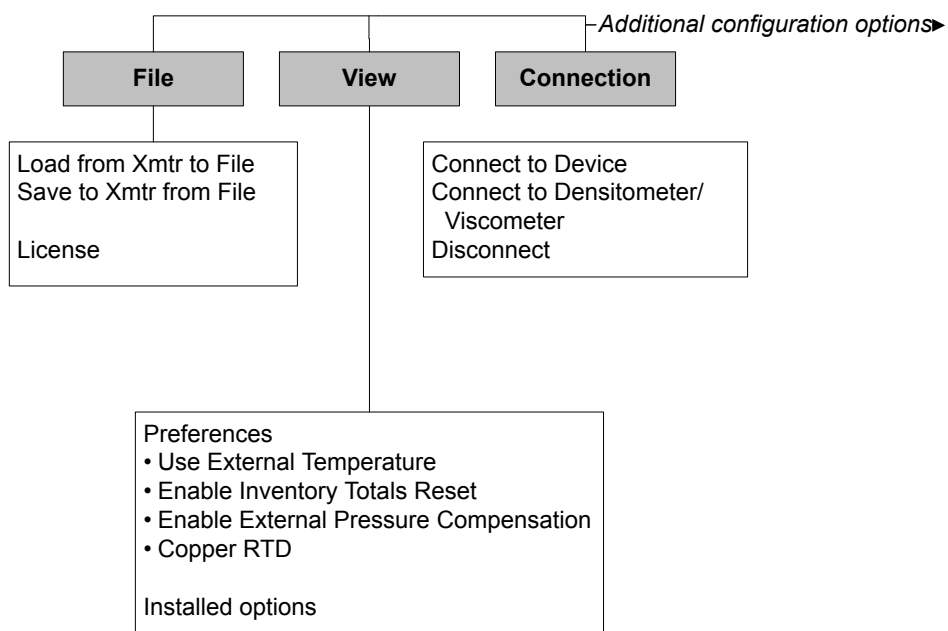 Additional configuration options►
File
View
Connection
Load from Xmtr to File
Save to Xmtr from File
License
Connect to Device
Connect to Densitometer/
Viscometer
Disconnect
Preferences
• Use External Temperature
• Enable Inventory Totals Reset
• Enable External Pressure Compensation
• Copper RTD
Installed options